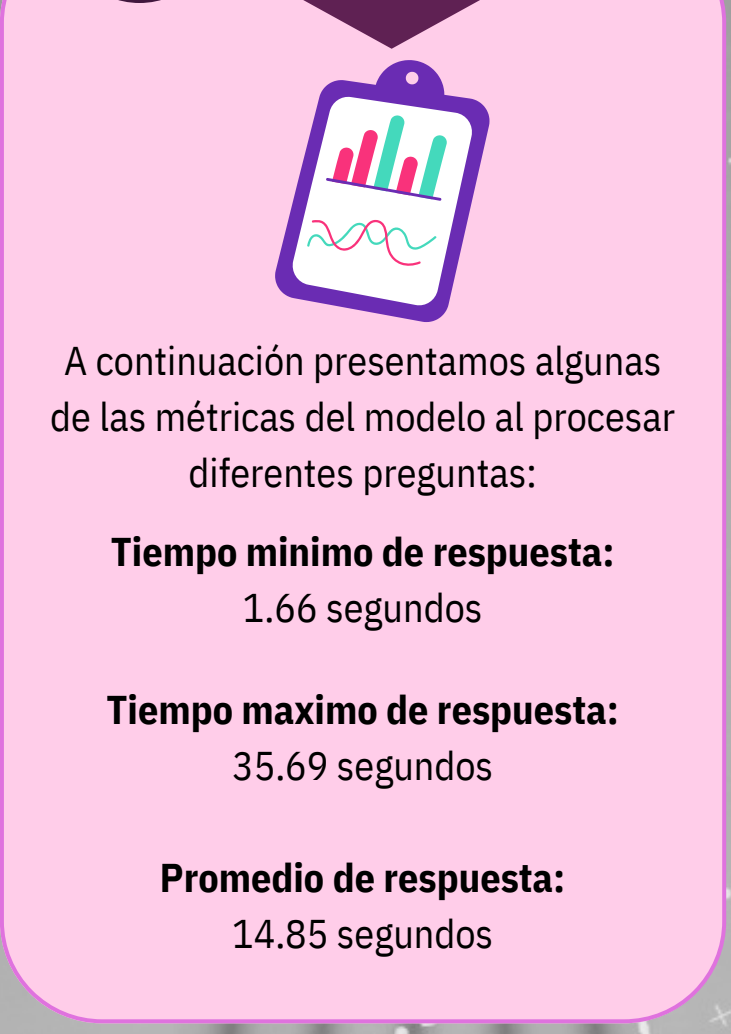 A continuación presentamos algunas
de las métricas del modelo al procesar
diferentes preguntas:
Tiempo minimo de respuesta:
1.66 segundos
Tiempo maximo de respuesta:
35.69 segundos
Promedio de respuesta:
14.85 segundos